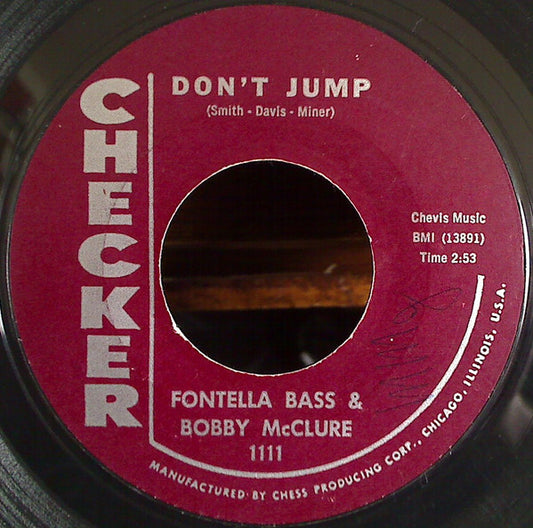 CHECKER
DON'T JUMP
(Smith - Davis - Miner)
Chevis Music
BMI (13891)
Time 2:53
FONTELLA BASS &
BOBBY McCLURE
1111
MANUFACTURED BY CHESS PRODUCING CORP., CHICAGO, ILLINOIS, U.S.A.